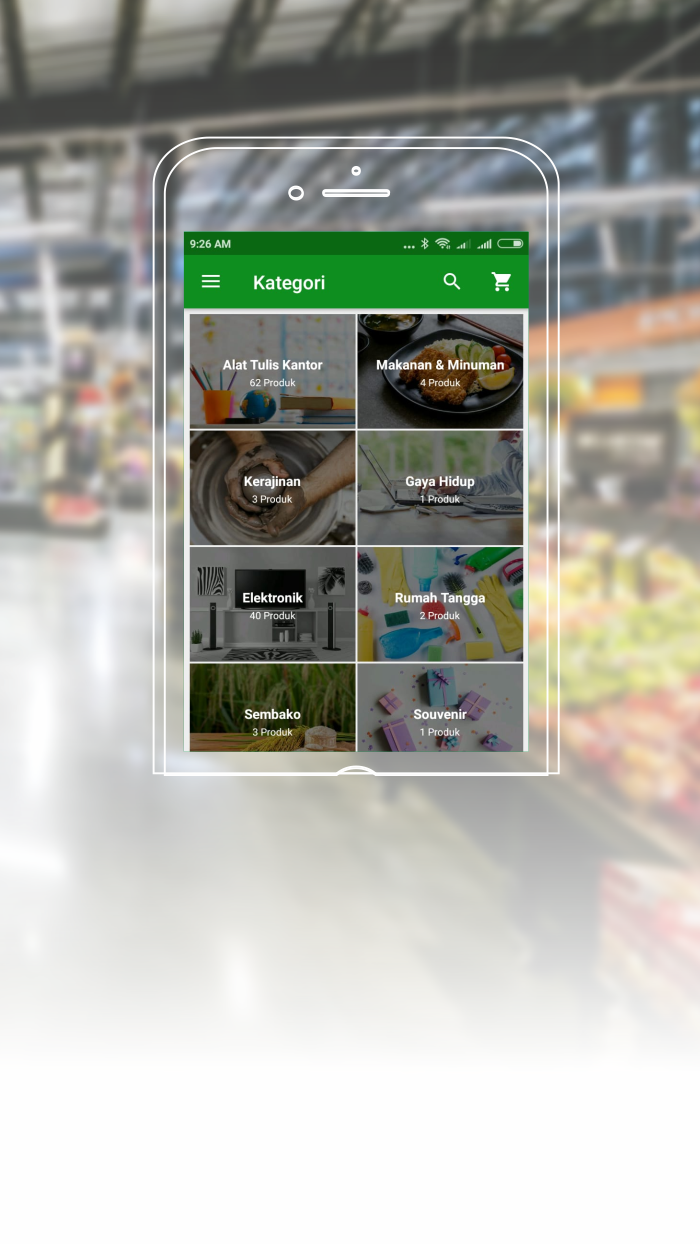 9:26 AM
Kategori
Alat Tulis Kantor
62 Produk
Makanan & Minuman
4 Produk
Kerajinan
3 Produk
Gaya Hidup
1 Produk
Elektronik
40 Produk
Rumah Tangga
2 Produk
Sembako
3 Produk
Souvenir
1 Produk